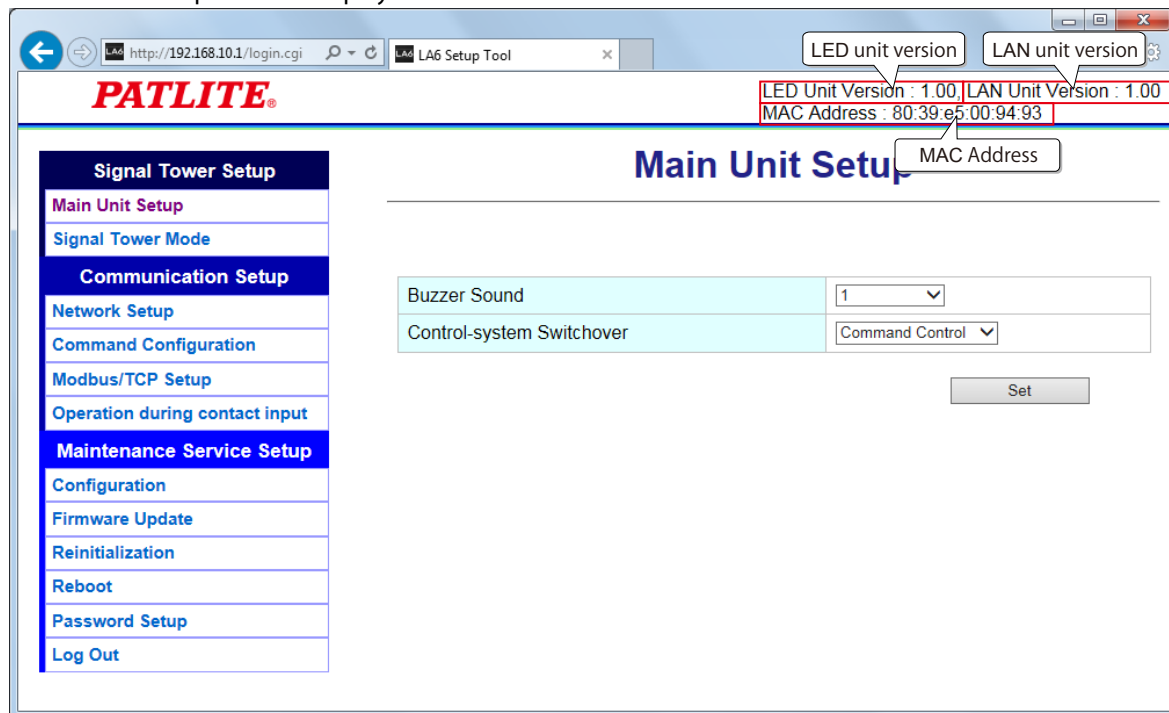 http://192.168.10.1/login.cgi
LA6 Setup Tool
LED unit version
LAN unit version
PATLITE®
LED Unit Version : 1.00, LAN Unit Version : 1.00
MAC Address : 80:39:e5:00:94:93
MAC Address
Signal Tower Setup
Main Unit Setup
Signal Tower Mode
Communication Setup
Network Setup
Command Configuration
Modbus/TCP Setup
Operation during contact input
Maintenance Service Setup
Configuration
Firmware Update
Reinitialization
Reboot
Password Setup
Log Out
Main Unit Setup
Buzzer Sound
1
Control-system Switchover
Command Control
Set